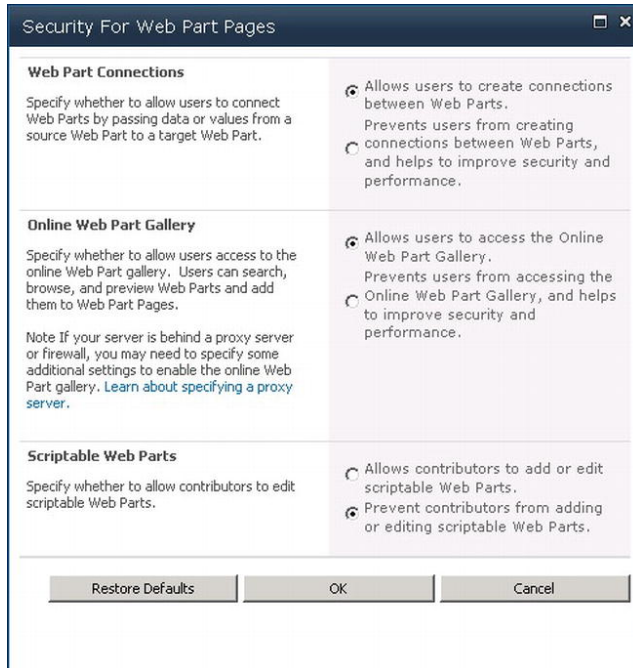 Security For Web Part Pages
Web Part Connections
Specify whether to allow users to connect
Web Parts by passing data or values from a
source Web Part to a target Web Part.
Allows users to create connections
between Web Parts.
Prevents users from creating
connections between Web Parts,
and helps to improve security and
performance.
Online Web Part Gallery
Specify whether to allow users access to the
online Web Part gallery. Users can search,
browse, and preview Web Parts and add
them to Web Part Pages.
Note If your server is behind a proxy server
or firewall, you may need to specify some
additional settings to enable the online Web
Part gallery. Learn about specifying a proxy
server.
Allows users to access the Online
Web Part Gallery.
Prevents users from accessing the
Online Web Part Gallery, and helps
to improve security and
performance.
Scriptable Web Parts
Specify whether to allow contributors to edit
scriptable Web Parts.
Allows contributors to add or edit
scriptable Web Parts.
Prevent contributors from adding
or editing scriptable Web Parts.
Restore Defaults
OK
Cancel